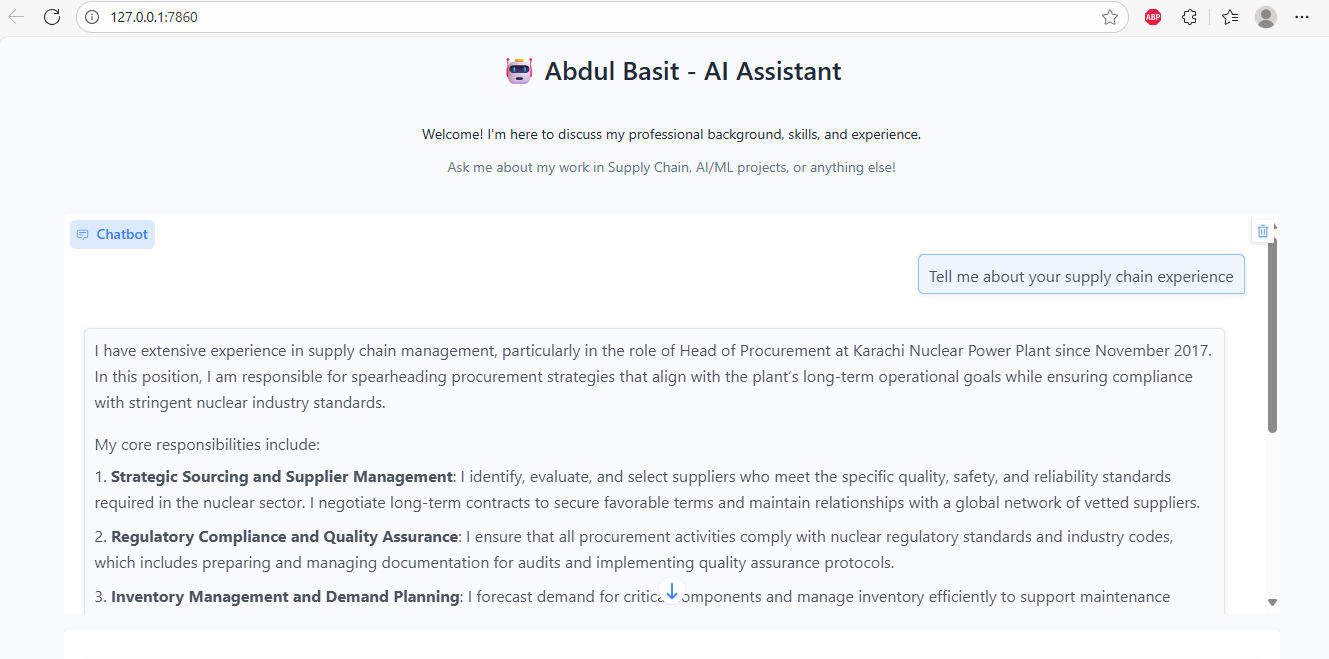 127.0.0.1:7860
ABP
Abdul Basit - AI Assistant
Welcome! I'm here to discuss my professional background, skills, and experience.
Ask me about my work in Supply Chain, AI/ML projects, or anything else!
Chatbot
Tell me about your supply chain experience
I have extensive experience in supply chain management, particularly in the role of Head of Procurement at Karachi Nuclear Power Plant since November 2017.
In this position, I am responsible for spearheading procurement strategies that align with the plant's long-term operational goals while ensuring compliance
with stringent nuclear industry standards.
My core responsibilities include:
1. Strategic Sourcing and Supplier Management: I identify, evaluate, and select suppliers who meet the specific quality, safety, and reliability standards
required in the nuclear sector. I negotiate long-term contracts to secure favorable terms and maintain relationships with a global network of vetted suppliers.
2. Regulatory Compliance and Quality Assurance: I ensure that all procurement activities comply with nuclear regulatory standards and industry codes,
which includes preparing and managing documentation for audits and implementing quality assurance protocols.
3. Inventory Management and Demand Planning: I forecast demand for critical components and manage inventory efficiently to support maintenance